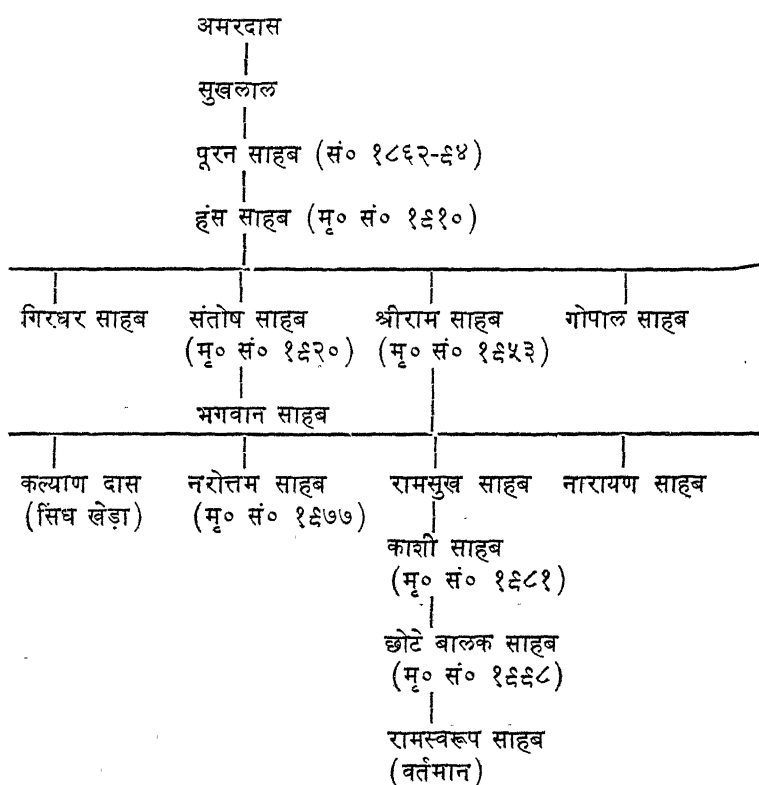 अमरदास
सुखलाल
पूरन साहब (सं० १८६२-९४)
हंस साहब (मृ० सं० १९१०)
गिरधर साहब संतोष साहब श्रीराम साहब गोपाल साहब
(मृ० सं० १९२०) (मृ० सं० १९५३)
भगवान साहब
कल्याण दास नरोत्तम साहब रामसुख साहब नारायण साहब
(सिंध खेड़ा) (मृ० सं० १९७७)
काशी साहब
(मृ० सं० १९८१)
छोटे बालक साहब
(मृ० सं० १९९८)
रामस्वरूप साहब
(वर्तमान)